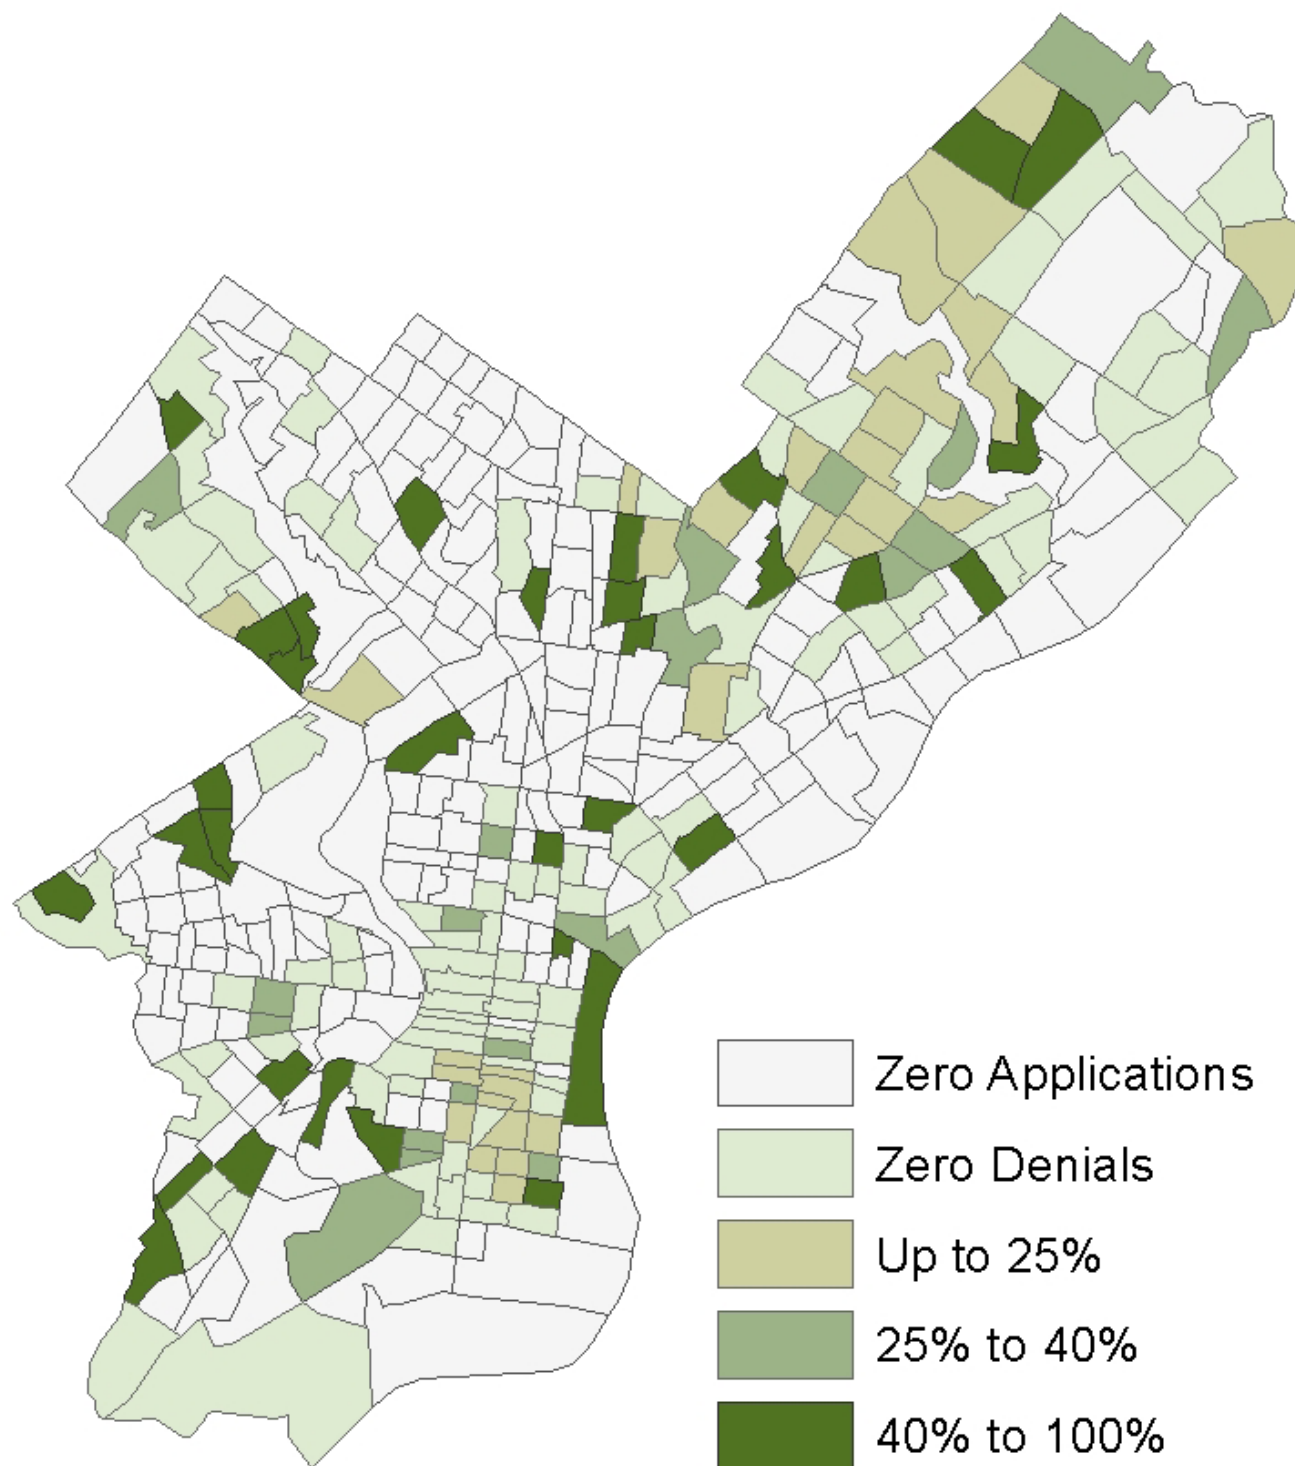 Zero Applications
Zero Denials
Up to 25%
25% to 40%
40% to 100%